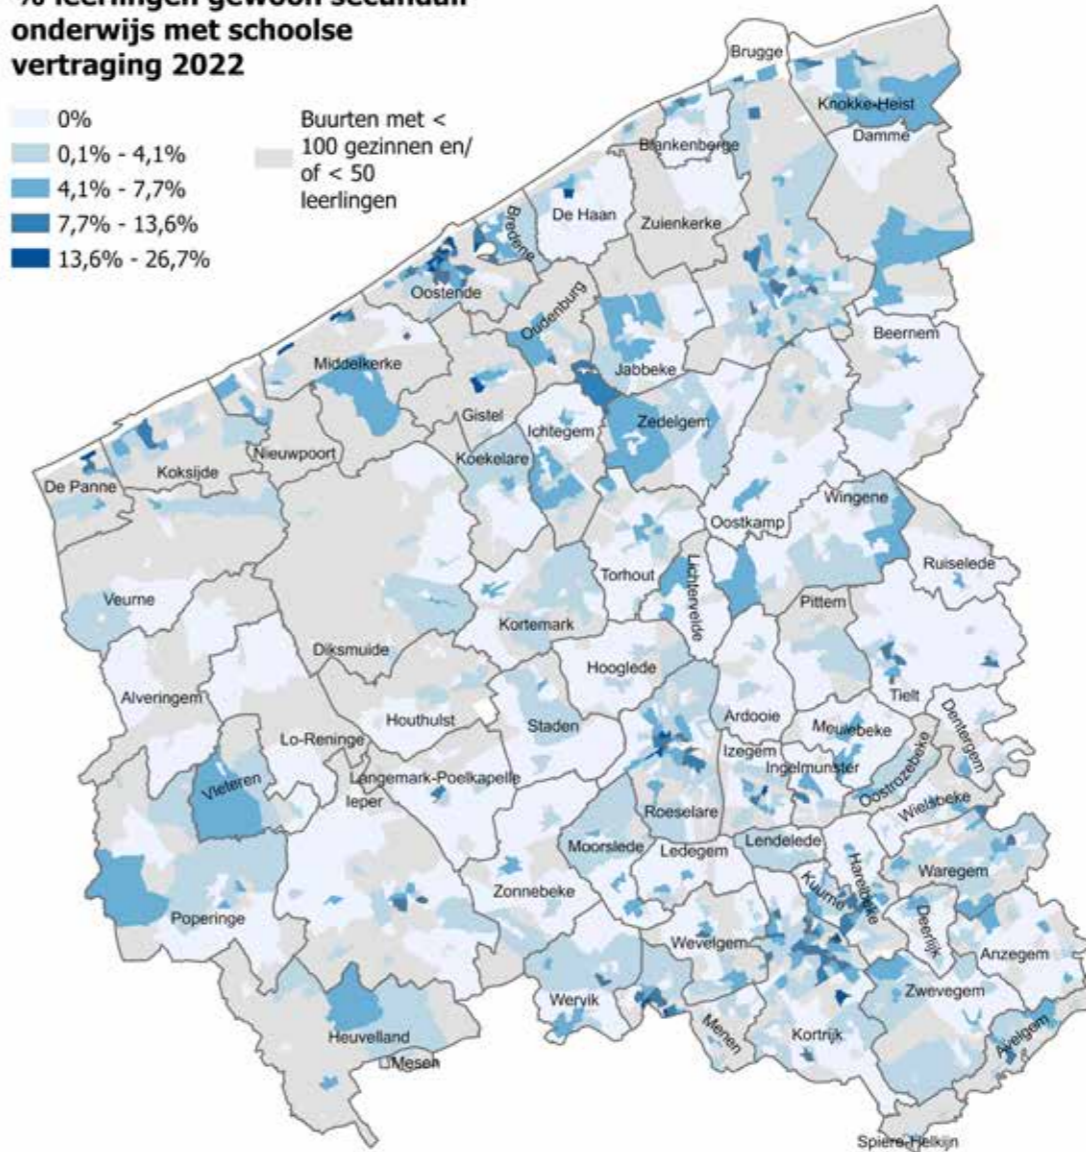 % leerlingen gewoon secundair
onderwijs met schoolse
vertraging 2022
0%
0,1% - 4,1%
4,1% - 7,7%
7,7% - 13,6%
13,6% - 26,7%
Buurten met <
100 gezinnen en/
of < 50
leerlingen
Brugge
Knokke-Heist
Damme
Blankenberge
De Haan
Zuienkerke
Bredene
Oostende
Oudenburg
Beernem
Middelkerke
Jabbeke
Gistel
Zedelgem
Ichtegem
Nieuwpoort
Koekelare
Koksijde
De Panne
Wingene
Oostkamp
Ruiselede
Torhout
Lichtervelde
Veurne
Pittem
Kortemark
Diksmuide
Hooglede
Alveringem
Tielt
Houthulst
Staden
Ardooie
Meulebeke
Dentergem
Lo-Reninge
Izegem
Ingelmunster
Oostrozebeke
Langemark-Poelkapelle
Vleteren
Ieper
Wielsbeke
Roeselare
Moorslede
Ledegem
Lendelede
Harelbeke
Waregem
Kuurne
Zonnebeke
Poperinge
Deerlijk
Wevelgem
Anzegem
Zwevegem
Wervik
Heuvelland
Menen
Kortrijk
Avelgem
Mesen
Spiere-Helkijn